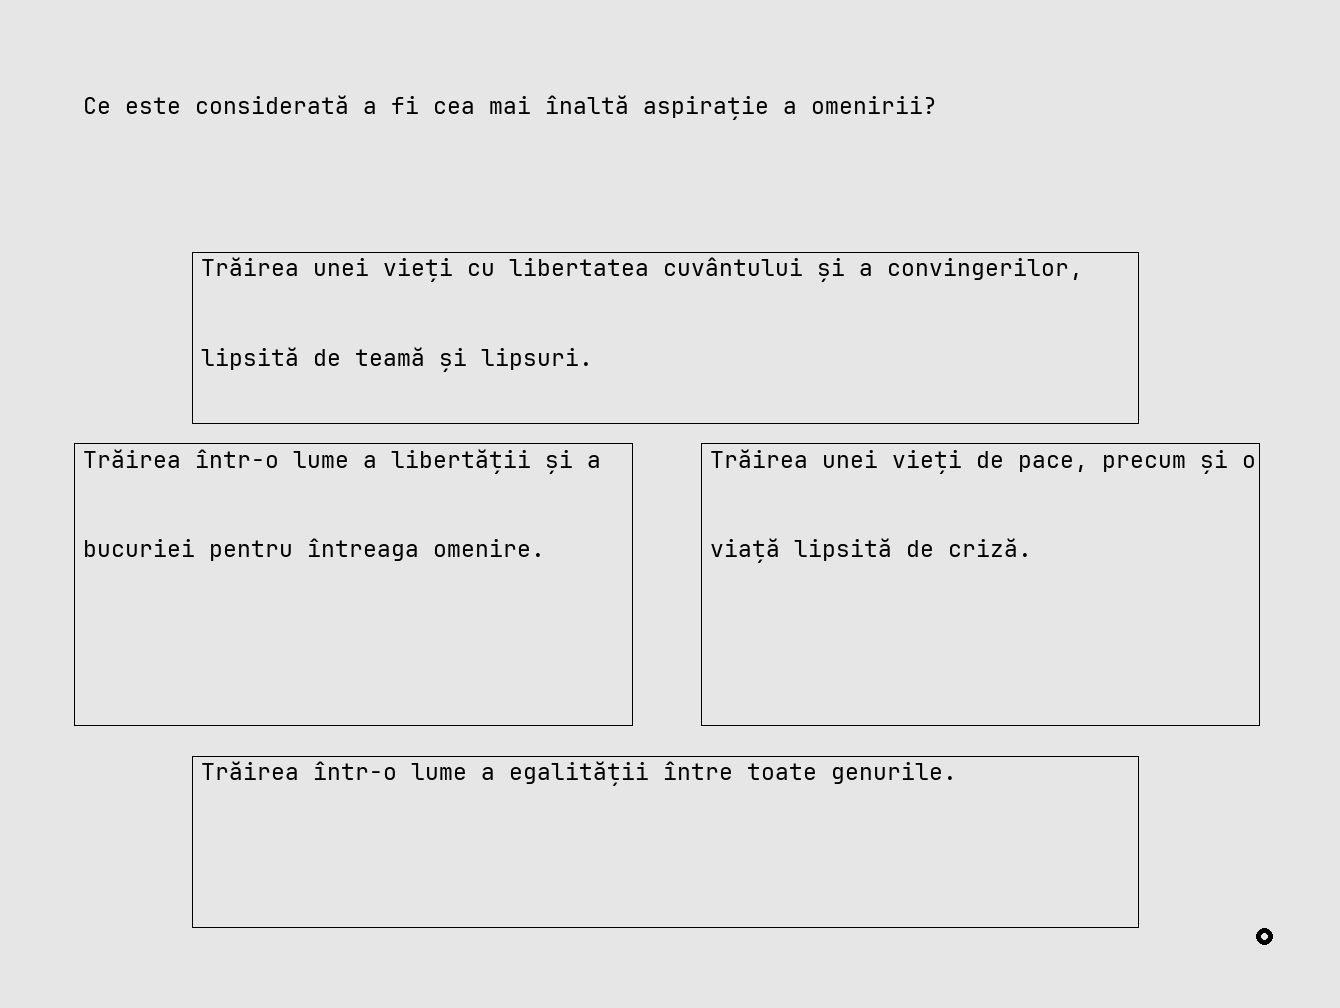 Ce este considerată a fi cea mai înaltă aspirație a omenirii?
Trăirea unei vieți cu libertatea cuvântului și a convingerilor,
lipsită de teamă și lipsuri.
Trăirea într-o lume a libertății și a
bucuriei pentru întreaga omenire.
Trăirea unei vieți de pace, precum și o
viață lipsită de criză.
Trăirea într-o lume a egalității între toate genurile.